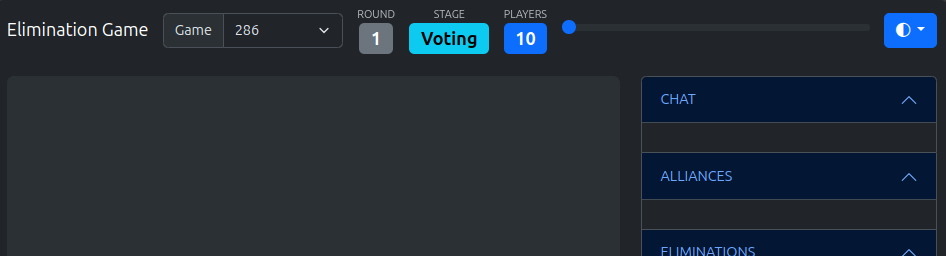 Elimination Game
Game
286
ROUND
1
STAGE
Voting
PLAYERS
10
CHAT
ALLIANCES
ELIMINATIONS